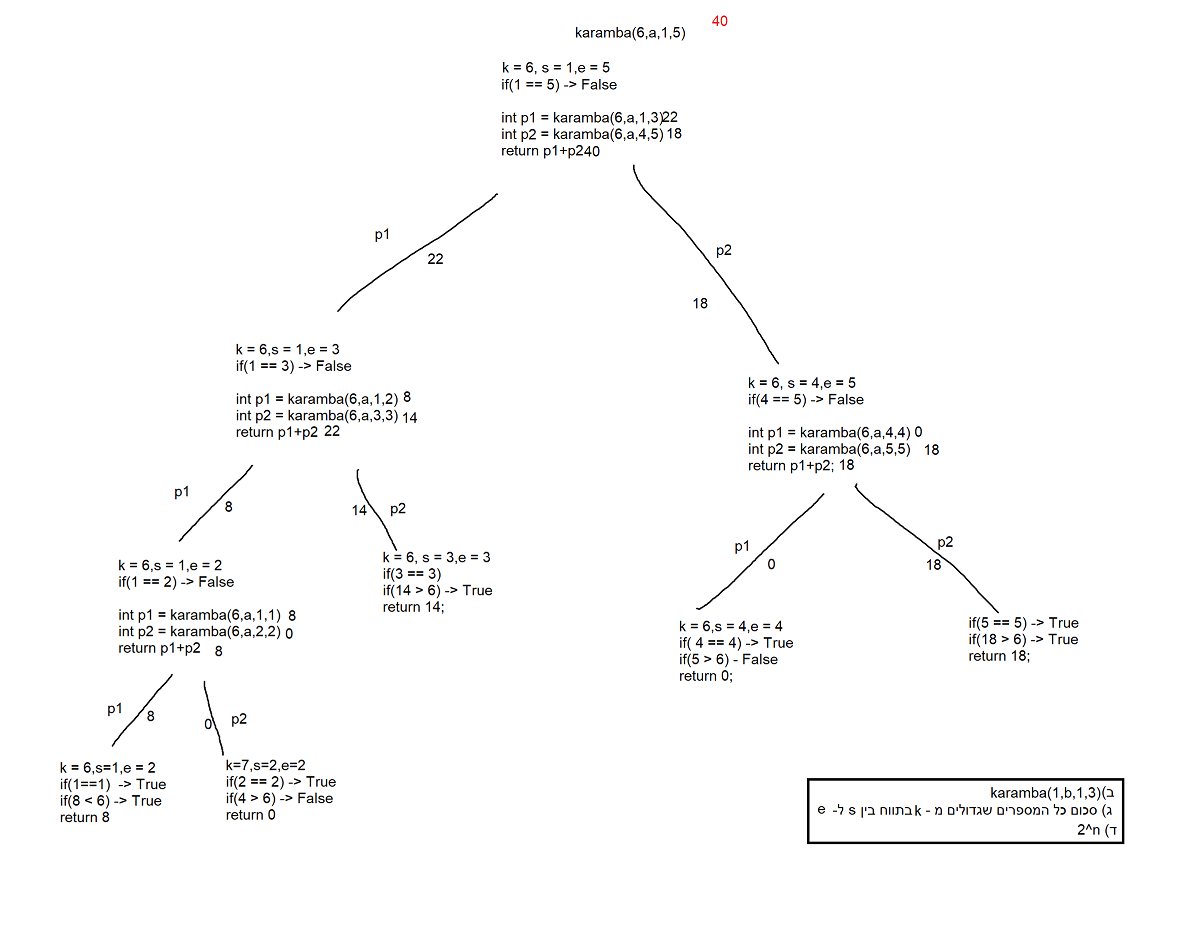 40
karamba(6,a,1,5)
k = 6, s = 1,e = 5
if(1 == 5) -> False
int p1 = karamba(6,a,1,3)22
int p2 = karamba(6,a,4,5) 18
return p1+p240
p1
22
p2
18
k = 6,s = 1,e = 3
if(1 == 3) -> False
int p1 = karamba(6,a,1,2) 8
int p2 = karamba(6,a,3,3) 14
return p1+p2 22
k = 6, s = 4,e = 5
if(4 == 5) -> False
int p1 = karamba(6,a,4,4) 0
int p2 = karamba(6,a,5,5) 18
return p1+p2; 18
p1
8
14
p2
p1
0
p2
18
k = 6,s = 1,e = 2
if(1 == 2) -> False
int p1 = karamba(6,a,1,1) 8
int p2 = karamba(6,a,2,2) 0
return p1+p2 8
k = 6, s = 3,e = 3
if(3 == 3)
if(14 > 6) -> True
return 14;
k = 6,s = 4,e = 4
if( 4 == 4) -> True
if(5 > 6) - False
return 0;
if(5 == 5) -> True
if(18 > 6) -> True
return 18;
p1
8
0
p2
k = 6,s=1,e = 2
if(1==1) -> True
if(8 < 6) -> True
return 8
k=7,s=2,e=2
if(2 == 2) -> True
if(4 > 6) -> False
return 0
ב)karamba(1,b,1,3)
ג) סכום כל המספרים שגדולים מ - k בתווח בין s ל- e
ד) 2^n